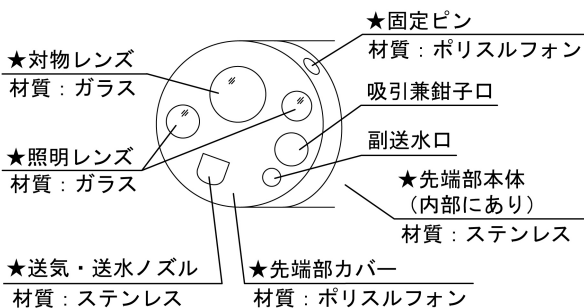 ★固定ピン
材質：ポリスルフォン
★対物レンズ
材質：ガラス
吸引兼鉗子口
副送水口
★照明レンズ
材質：ガラス
★先端部本体
（内部にあり）
材質：ステンレス
★送気・送水ノズル
材質：ステンレス
★先端部カバー
材質：ポリスルフォン